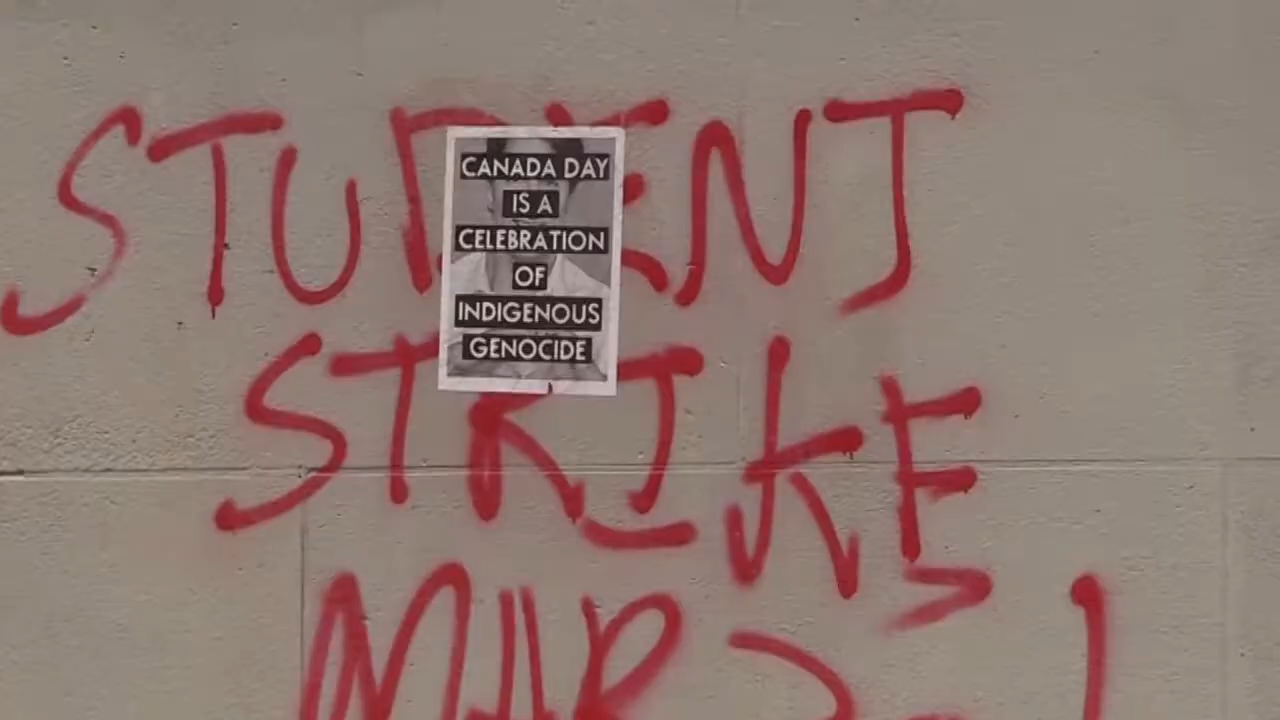 STUDENT
CANADA DAY
IS A
CELEBRATION
OF
INDIGENOUS
GENOCIDE
STRIKE